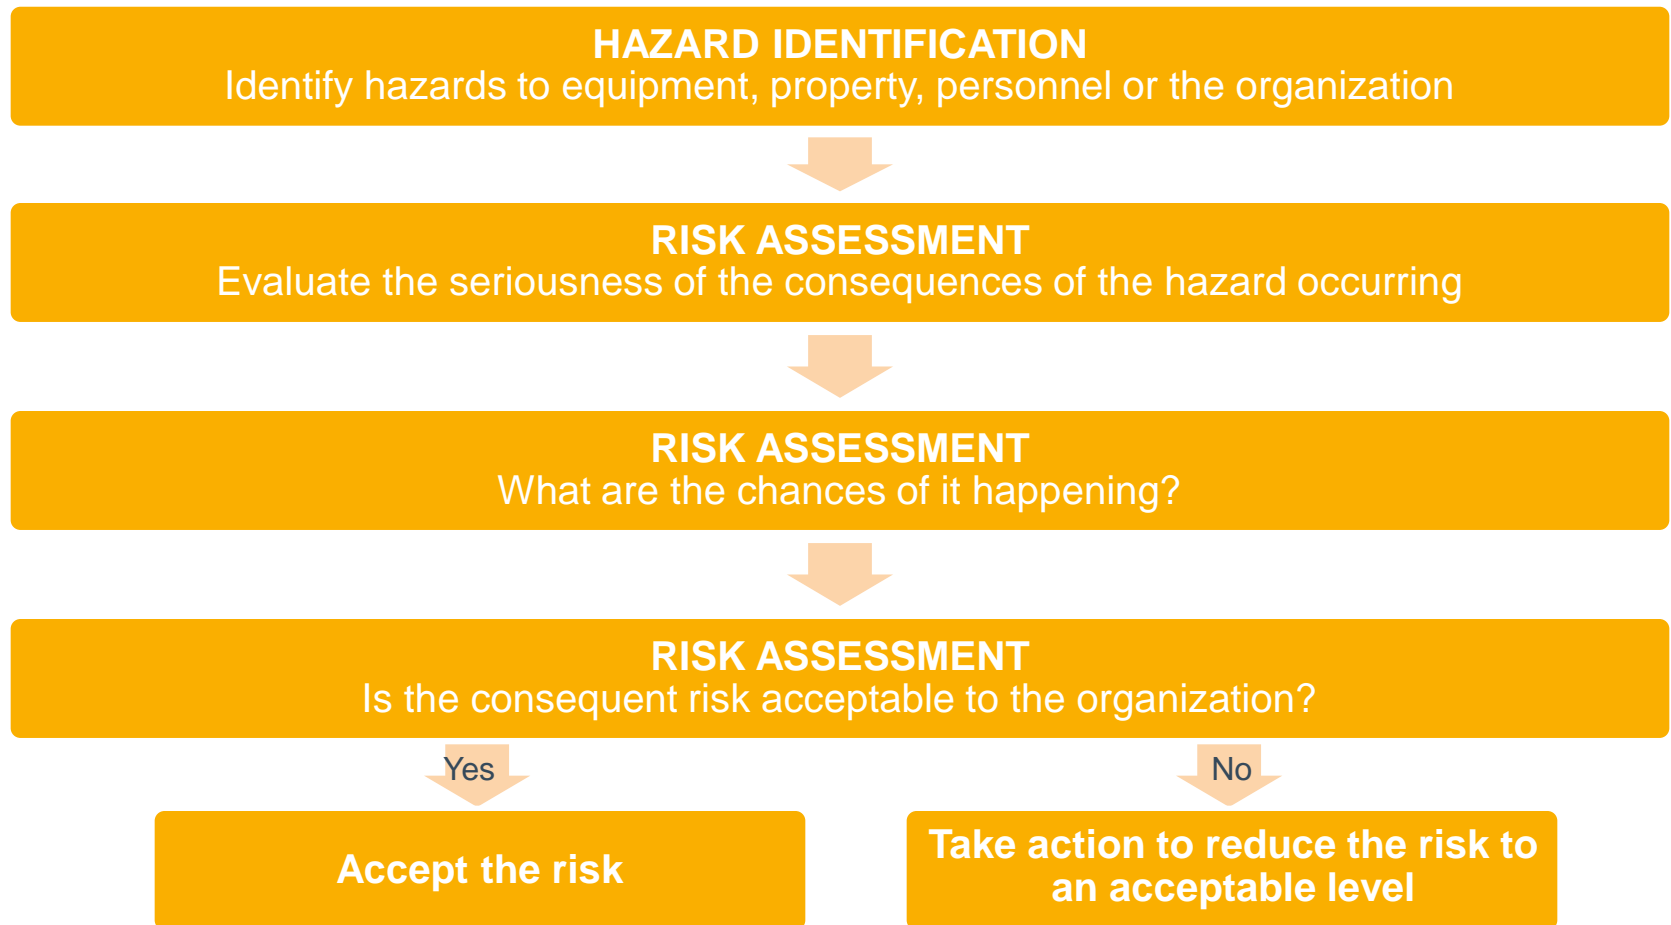 HAZARD IDENTIFICATION
Identify hazards to equipment, property, personnel or the organization
RISK ASSESSMENT
Evaluate the seriousness of the consequences of the hazard occurring
RISK ASSESSMENT
What are the chances of it happening?
RISK ASSESSMENT
Is the consequent risk acceptable to the organization?
Yes
No
Accept the risk
Take action to reduce the risk to
an acceptable level